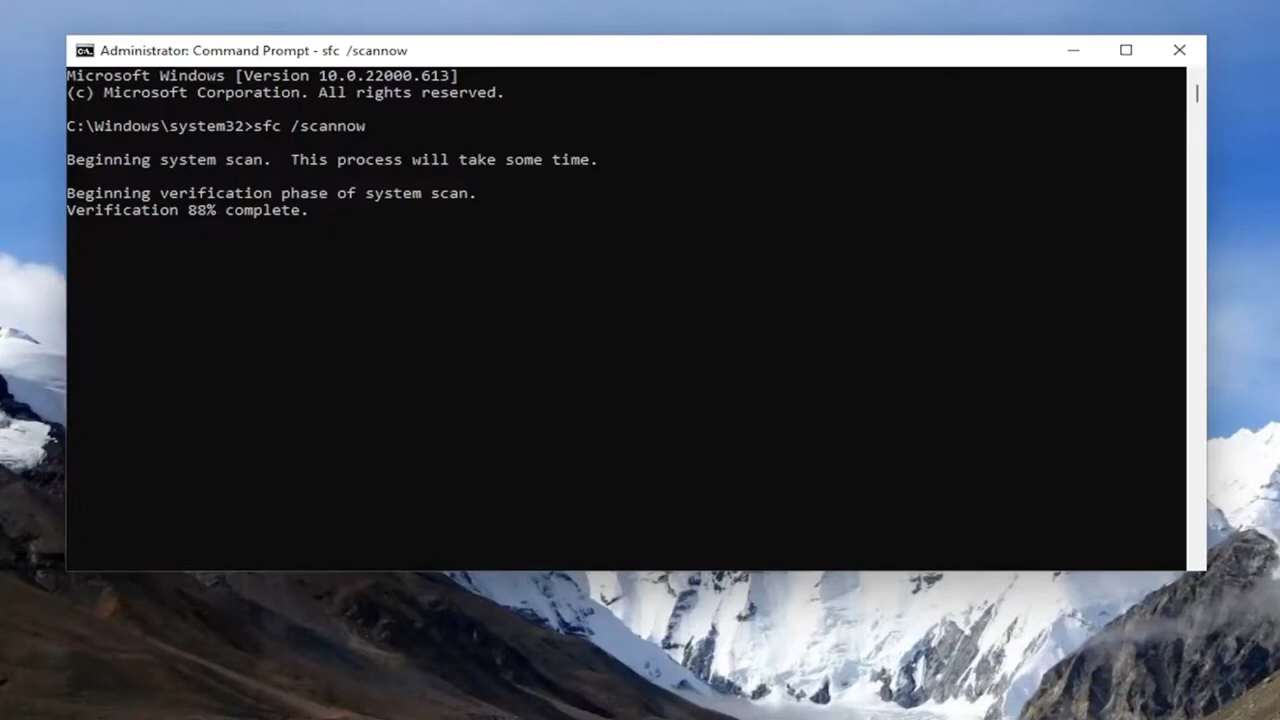 Administrator: Command Prompt - sfc  /scannow
Microsoft Windows [Version 10.0.22000.613]
(c) Microsoft Corporation. All rights reserved.
C:\Windows\system32>sfc /scannow
Beginning system scan.  This process will take some time.
Beginning verification phase of system scan.
Verification 88% complete.